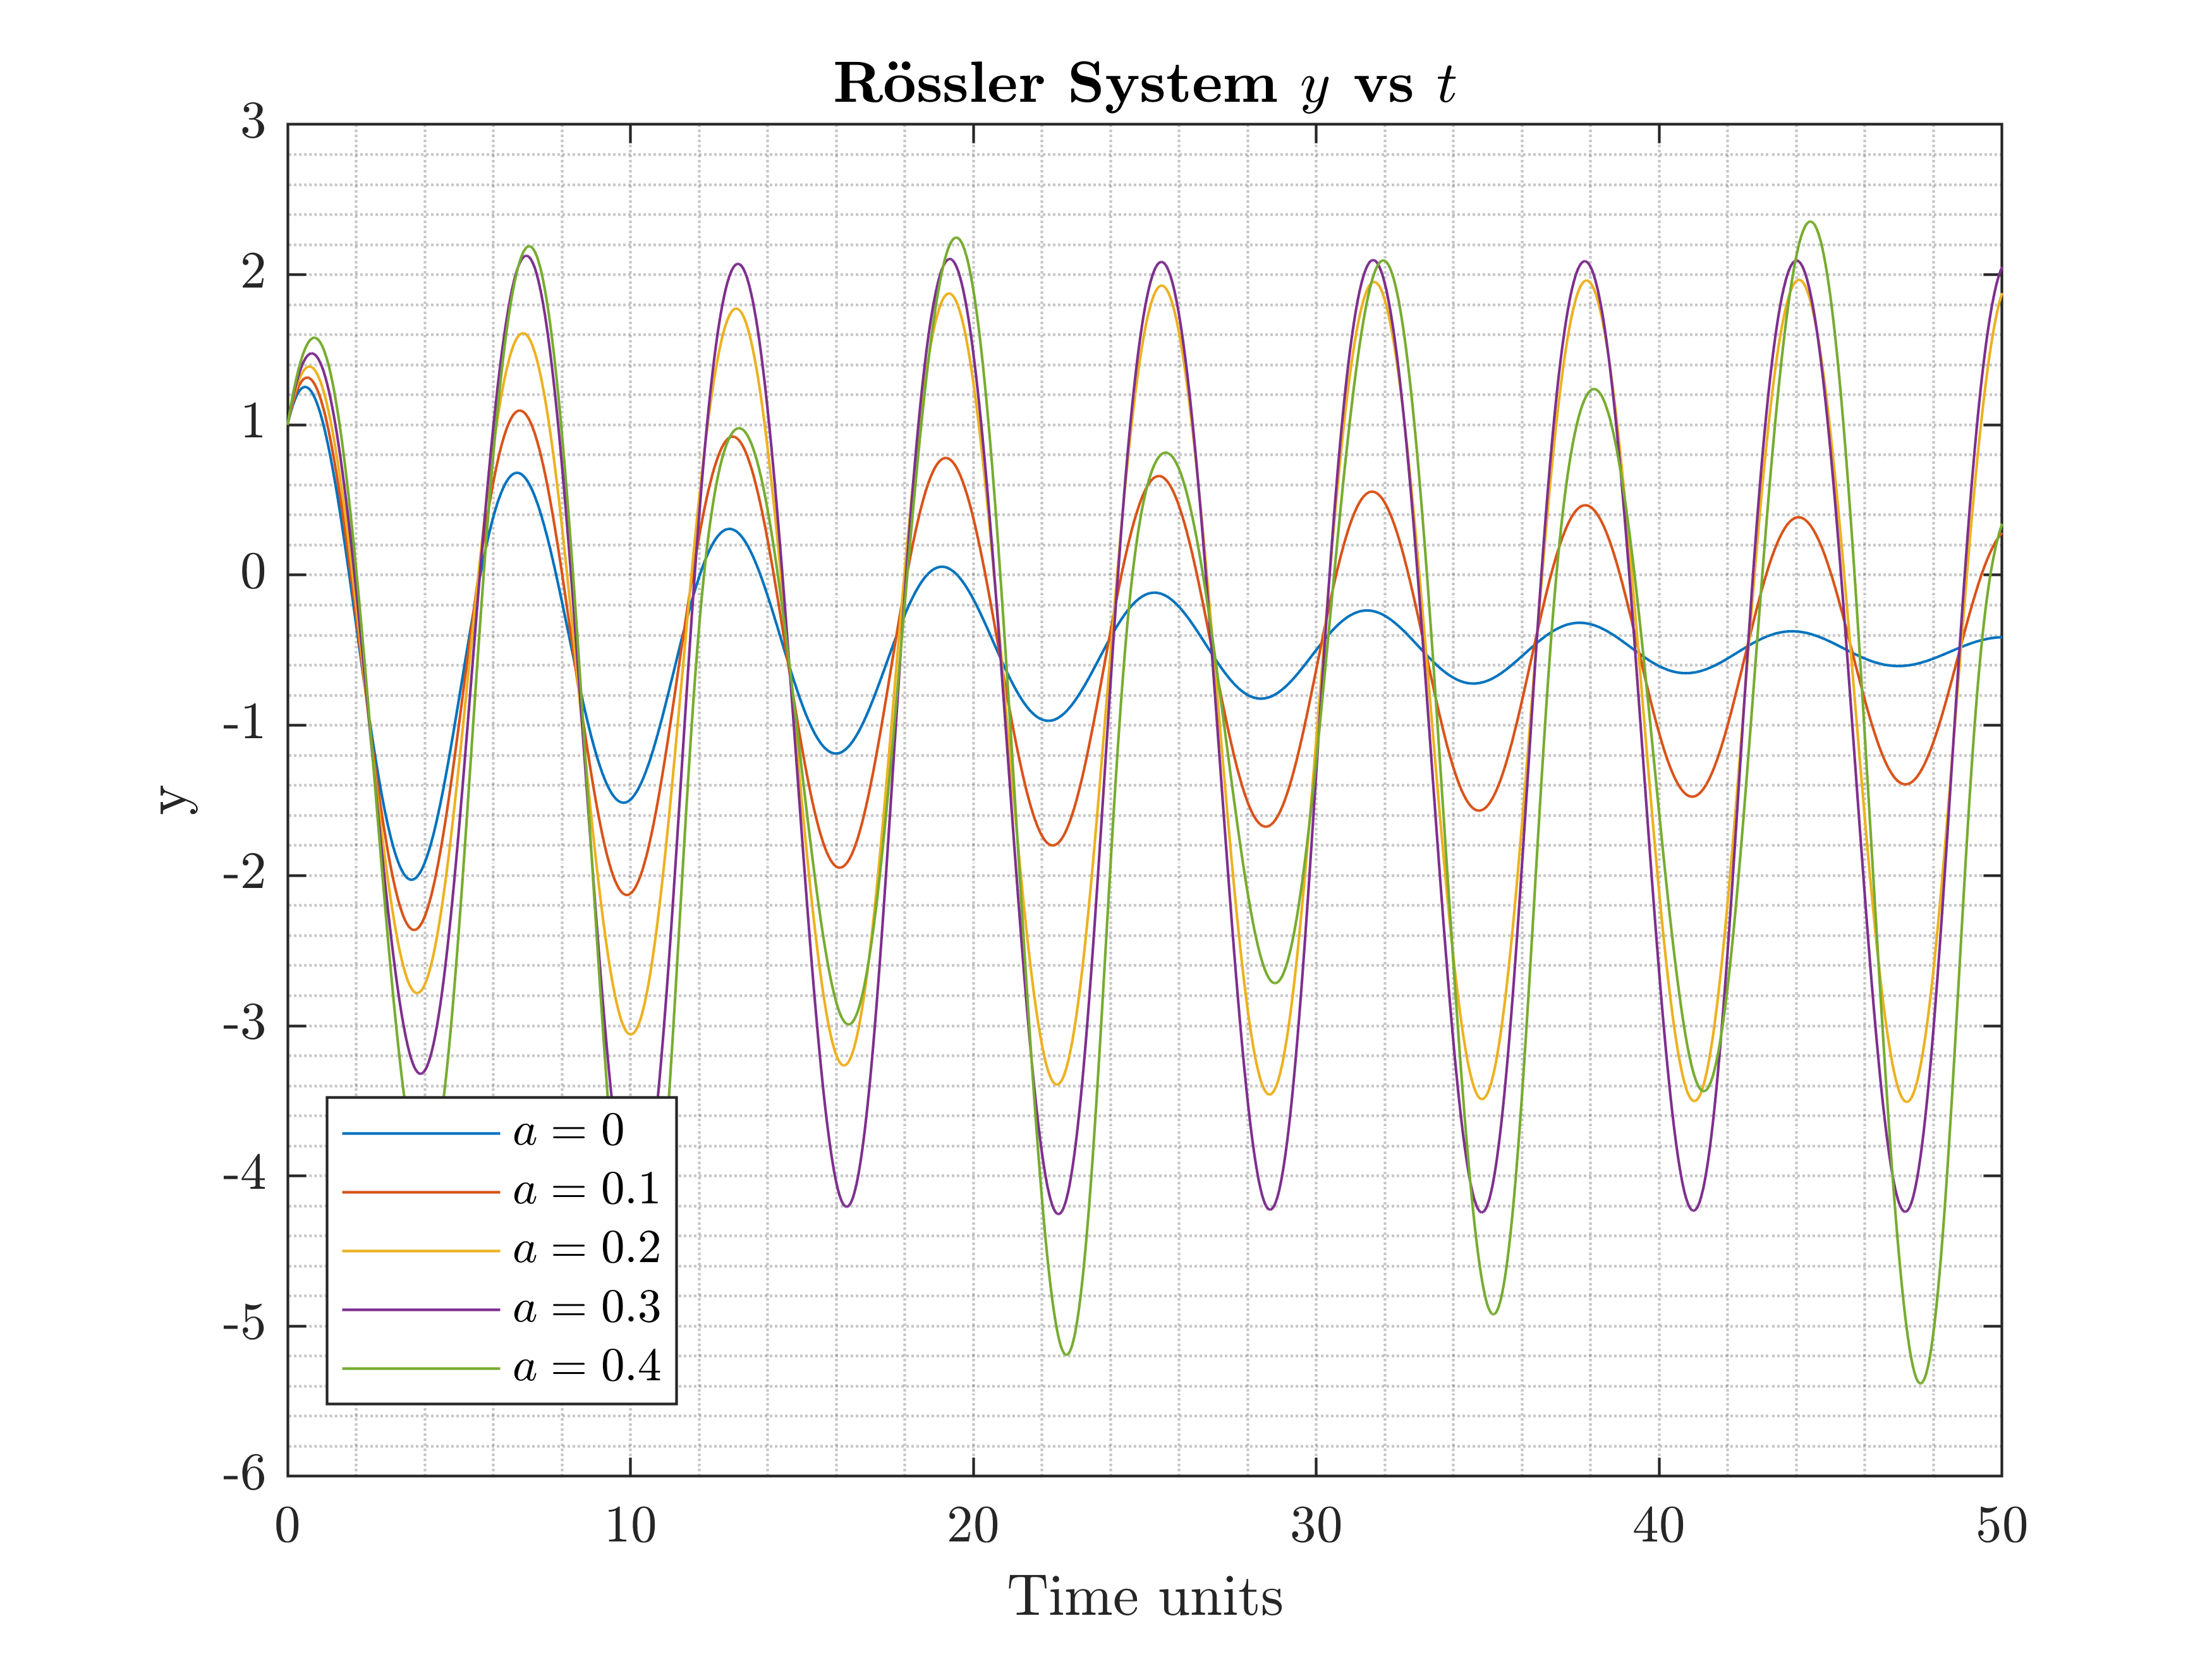 Rössler System y vs t
3
2
1
0
-1
-2
-3
-4
-5
-6
y
a = 0
a = 0.1
a = 0.2
a = 0.3
a = 0.4
0 10 20 30 40 50
Time units